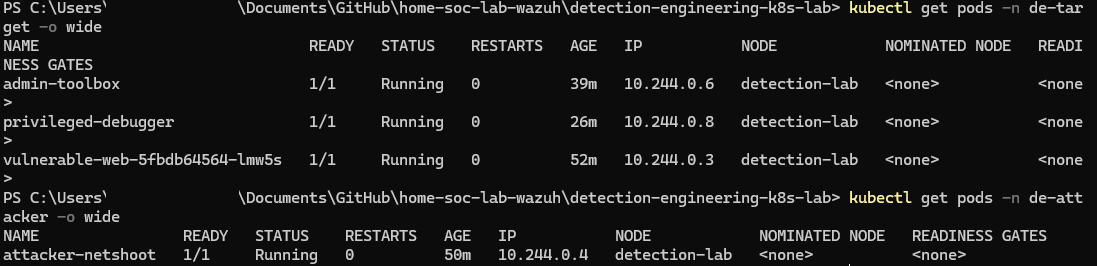 PS C:\Users\ \Documents\GitHub\home-soc-lab-wazuh\detection-engineering-k8s-lab> kubectl get pods -n de-tar
get -o wide
NAME READY STATUS RESTARTS AGE IP NODE NOMINATED NODE READI
NESS GATES
admin-toolbox 1/1 Running 0 39m 10.244.0.6 detection-lab <none> <none
>
privileged-debugger 1/1 Running 0 26m 10.244.0.8 detection-lab <none> <none
>
vulnerable-web-5fbdb64564-lmw5s 1/1 Running 0 52m 10.244.0.3 detection-lab <none> <none
>
PS C:\Users\ \Documents\GitHub\home-soc-lab-wazuh\detection-engineering-k8s-lab> kubectl get pods -n de-att
acker -o wide
NAME READY STATUS RESTARTS AGE IP NODE NOMINATED NODE READINESS GATES
attacker-netshoot 1/1 Running 0 50m 10.244.0.4 detection-lab <none> <none>